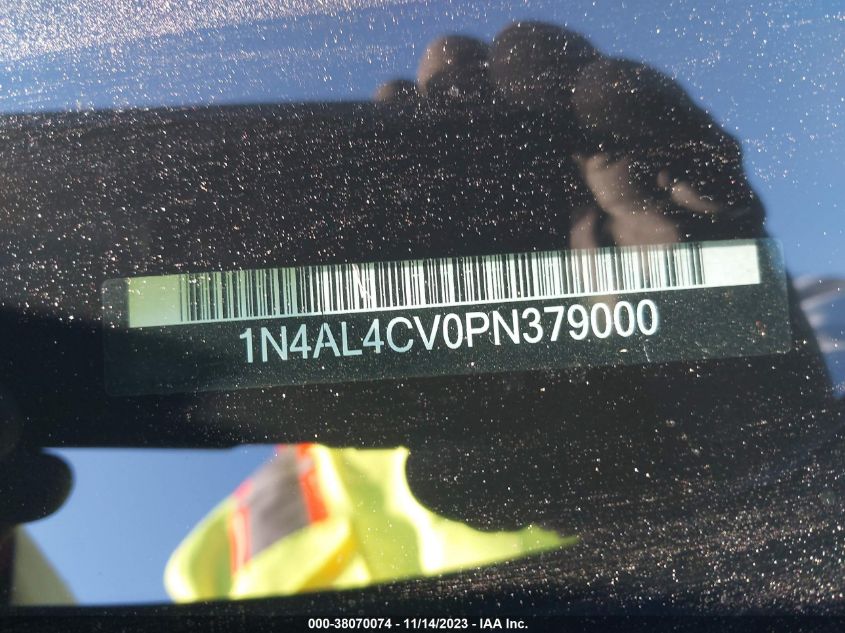 1N4AL4CV0PN379000
000-38070074 - 11/14/2023 - IAA Inc.